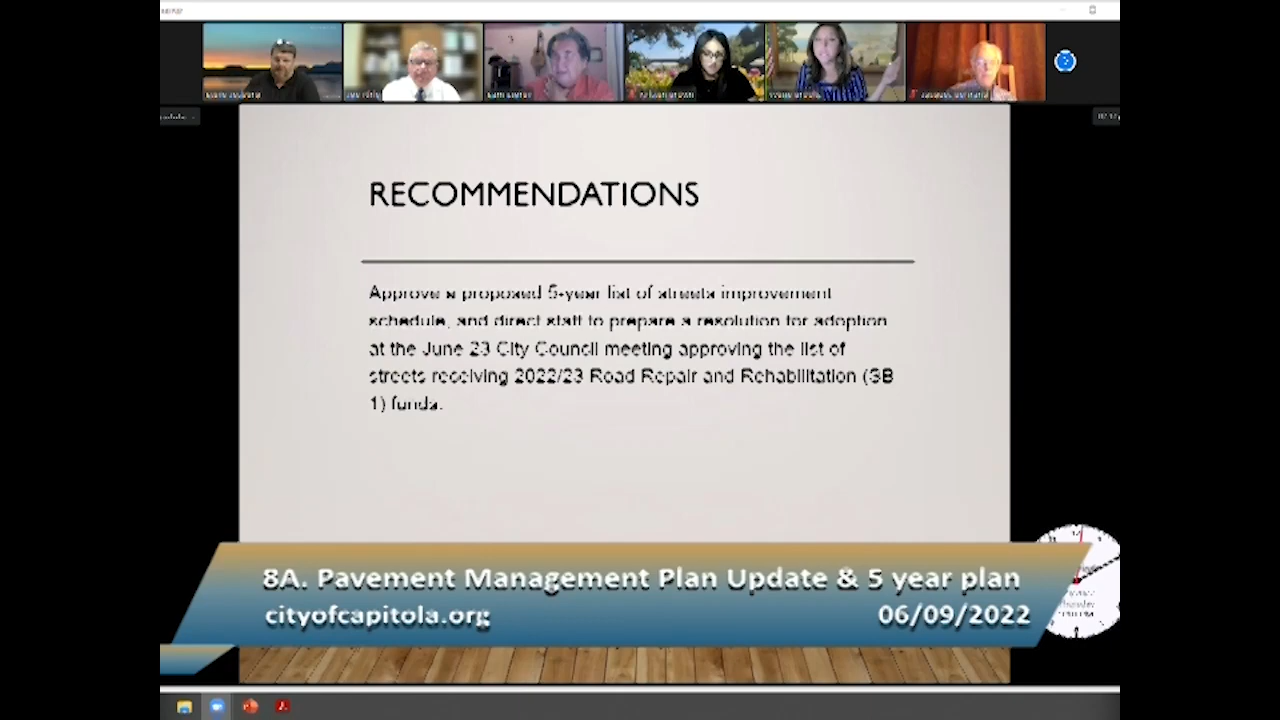 RECOMMENDATIONS
Approve a proposed 5-year list of streets improvement
schedule, and direct staff to prepare a resolution for adoption
at the June 23 City Council meeting approving the list of
streets receiving 2022/23 Road Repair and Rehabilitation (SB
1) funds.
8A. Pavement Management Plan Update & 5 year plan
cityofcapitola.org
06/09/2022